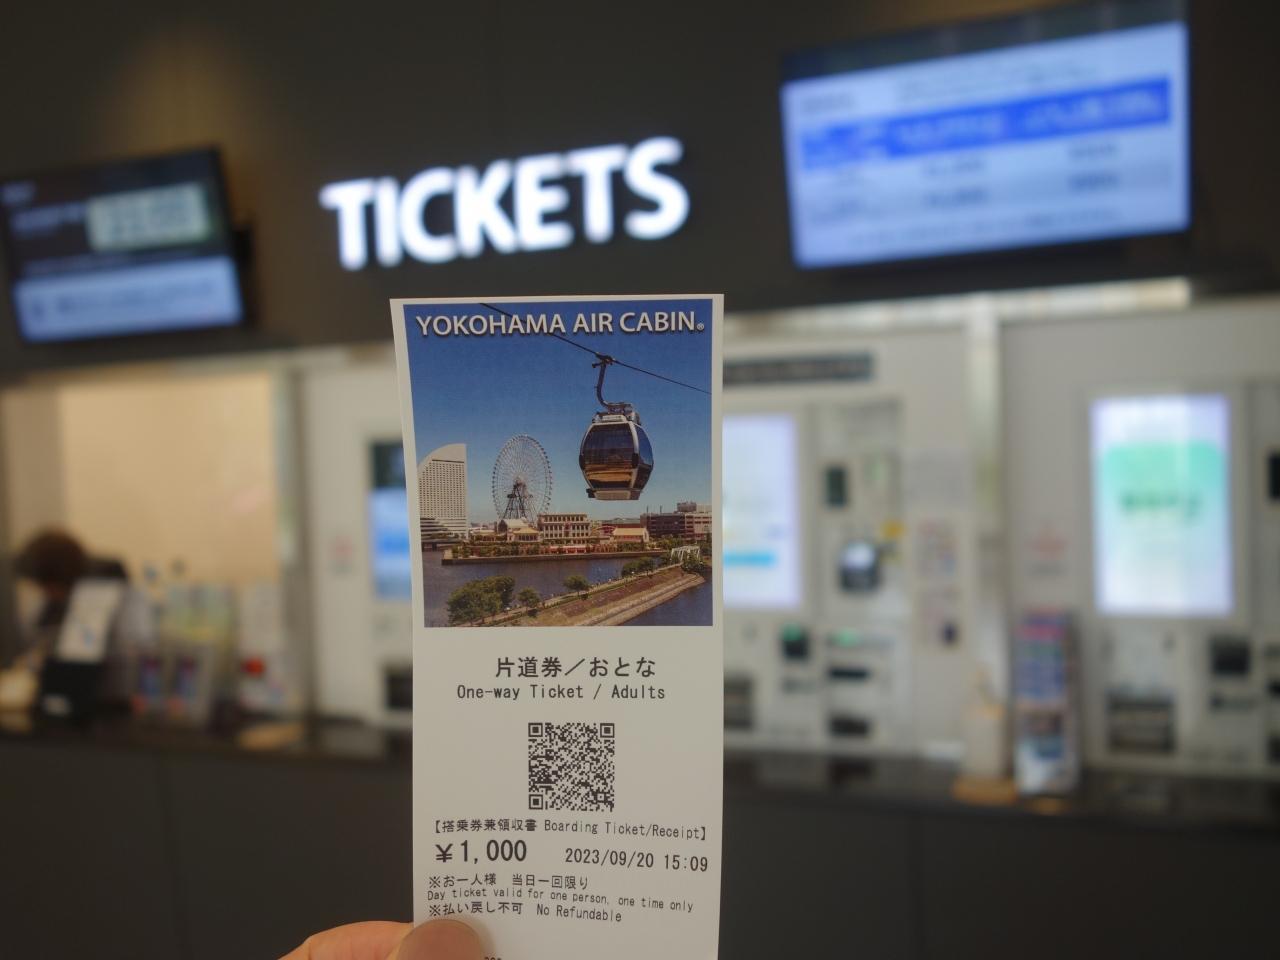 TICKETS
YOKOHAMA AIR CABIN®
片道券／おとな
One-way Ticket / Adults
【搭乗券兼領収書 Boarding Ticket/Receipt】
¥1,000 2023/09/20 15:09
※お一人様 当日一回限り
Day ticket valid for one person, one time only
※払い戻し不可 No Refundable